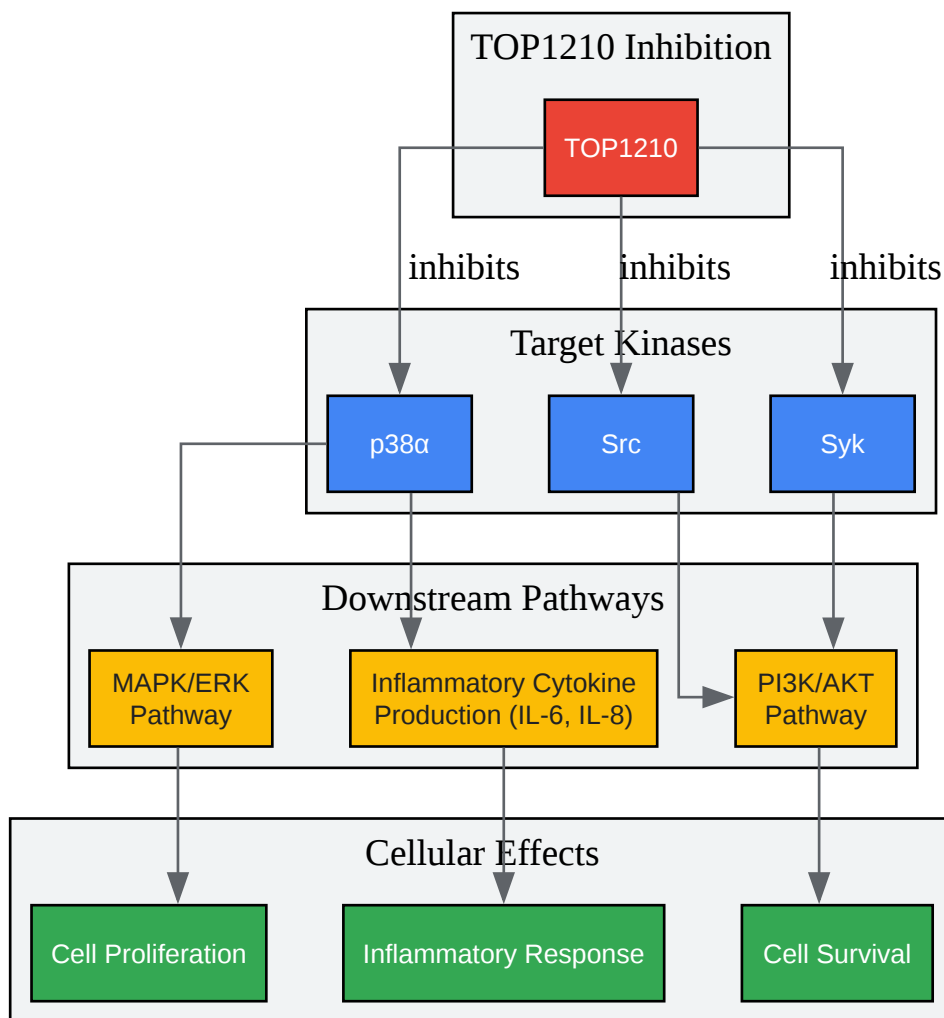 TOP1210 Inhibition
TOP1210
inhibits
inhibits
inhibits
Target Kinases
p38α
Src
Syk
Downstream Pathways
MAPK/ERK
Pathway
Inflammatory Cytokine
Production (IL-6, IL-8)
PI3K/AKT
Pathway
Cellular Effects
Cell Proliferation
Inflammatory Response
Cell Survival